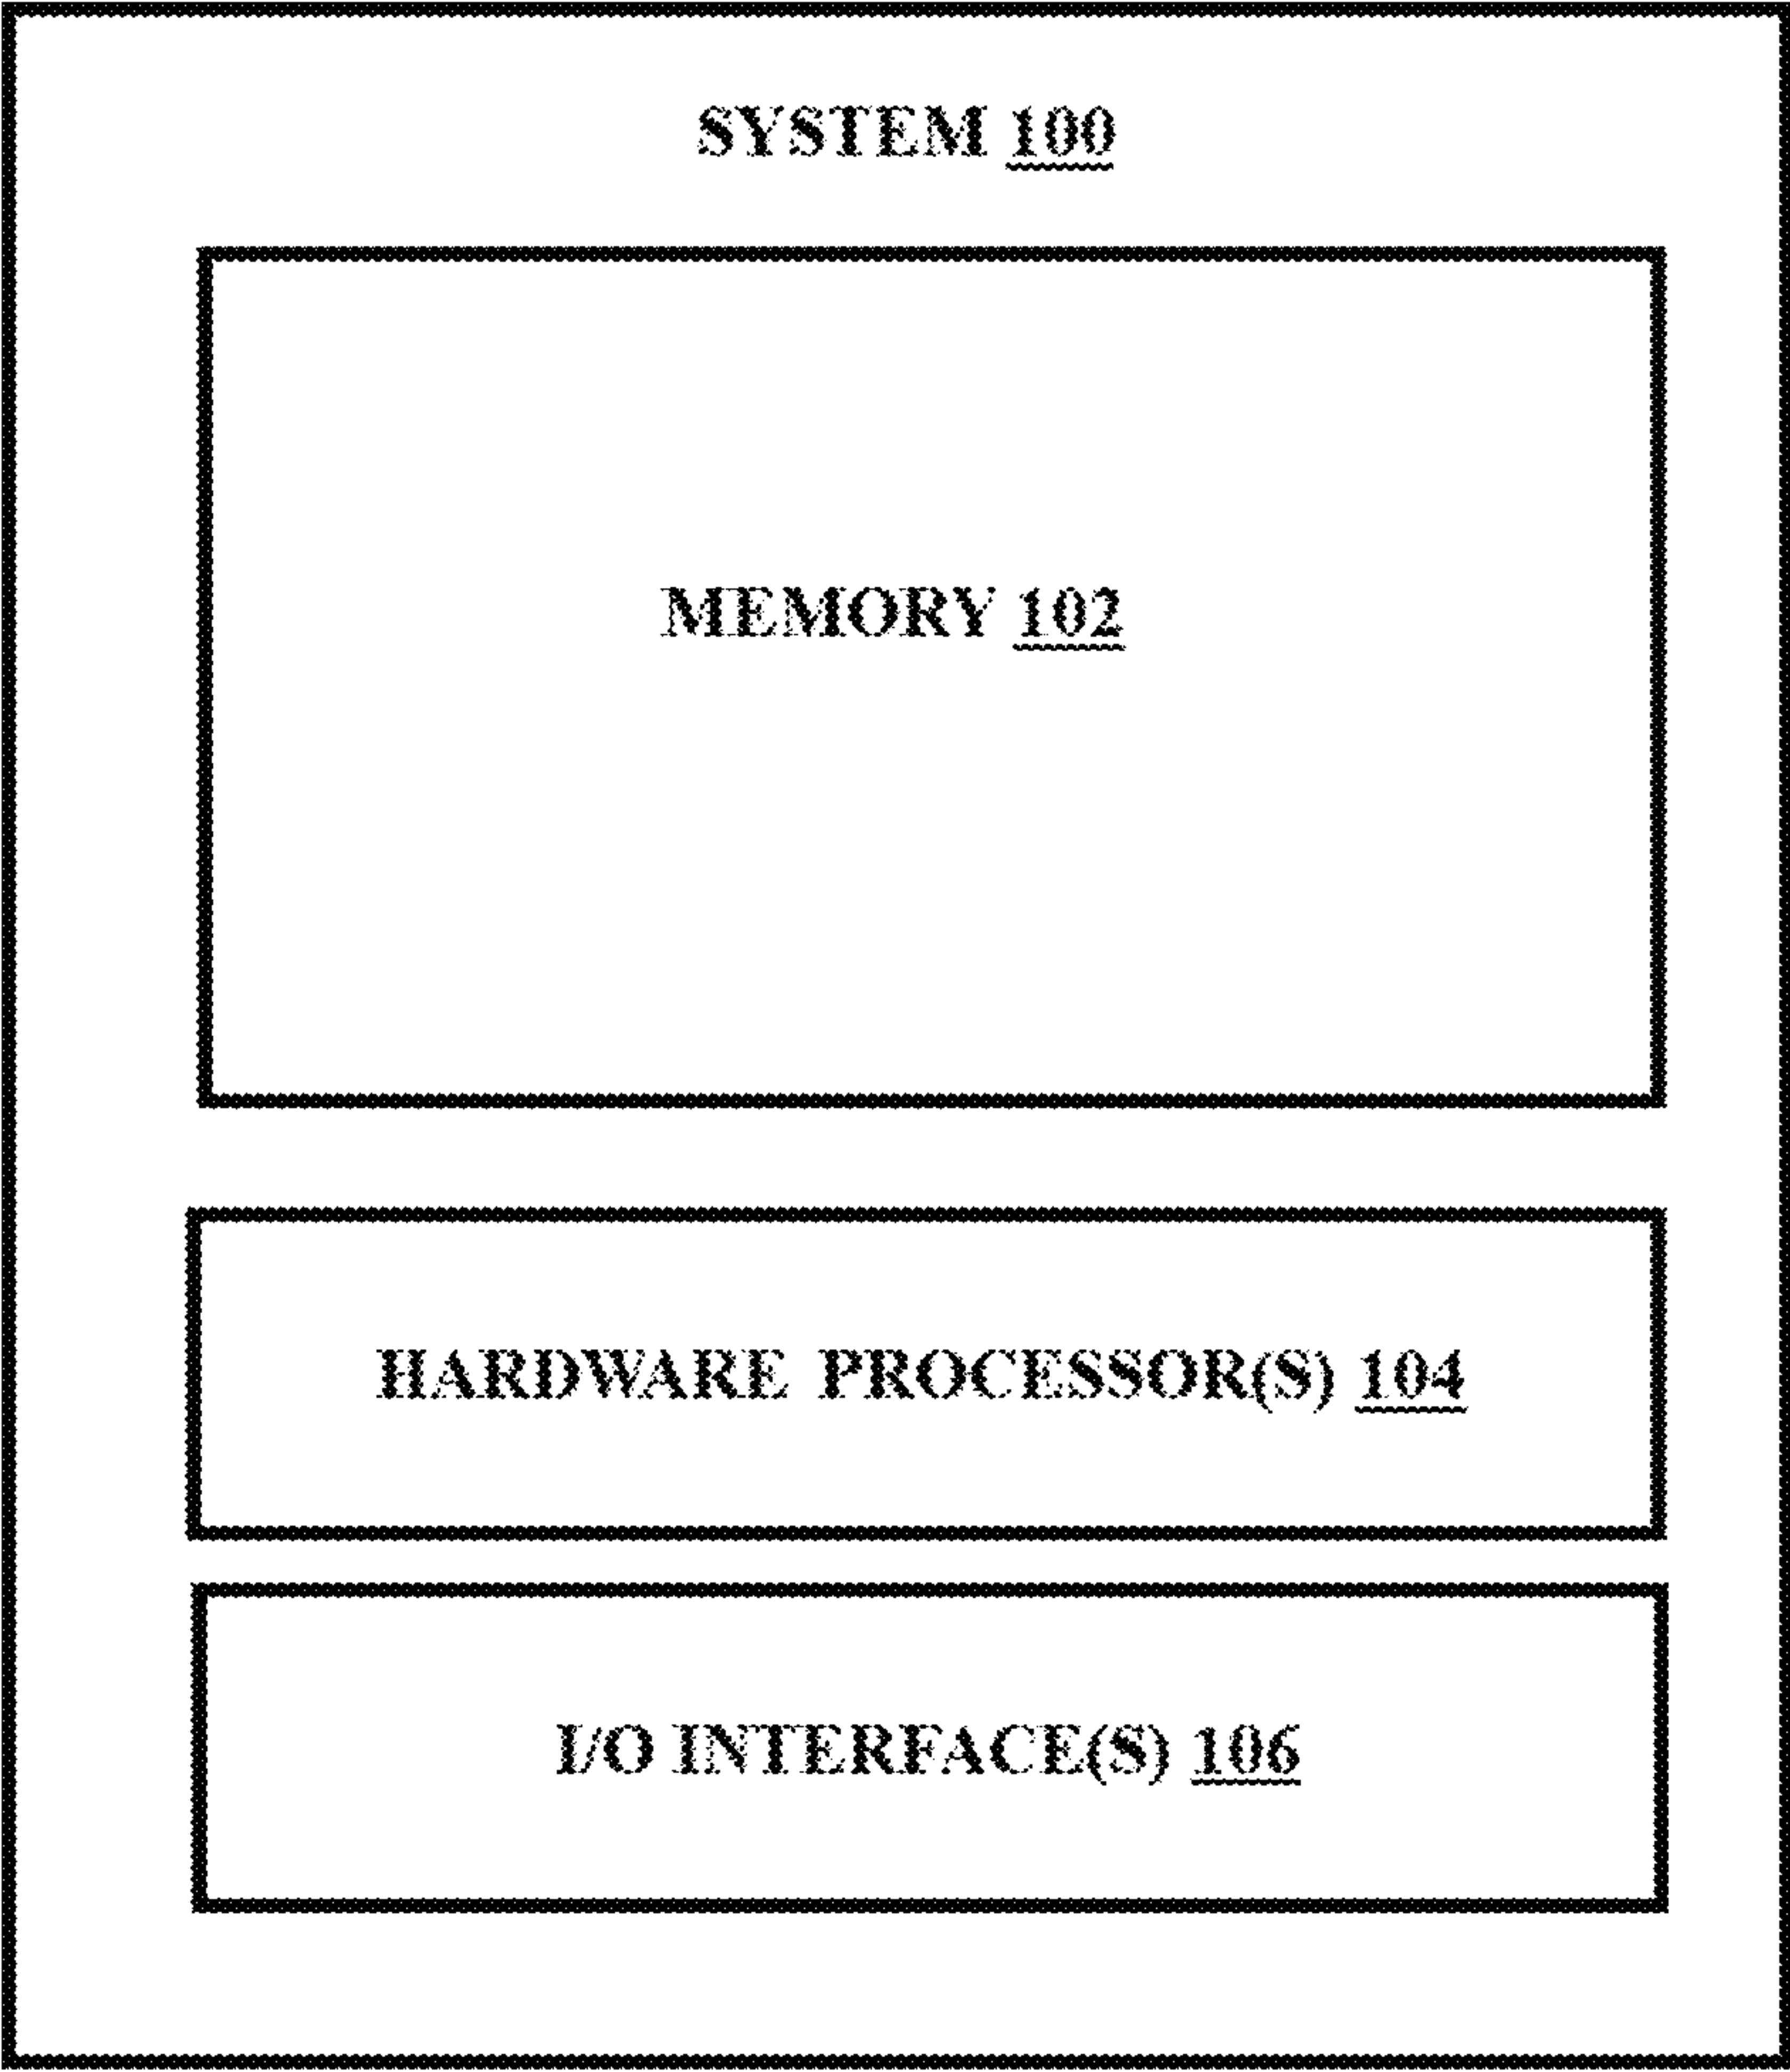 SYSTEM 100
MEMORY 102
HARDWARE PROCESSOR(S) 104
I/O INTERFACE(S) 106